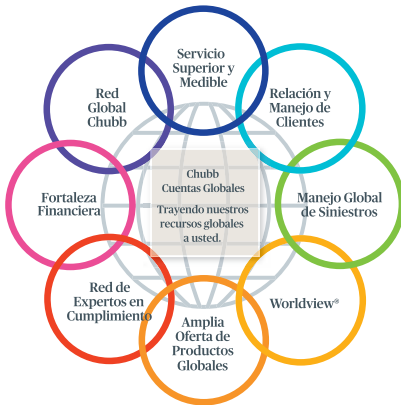 Servicio
Superior y
Medible
Relación y
Manejo de
Clientes
Manejo Global
de Siniestros
Worldview®
Amplia
Oferta de
Productos
Globales
Red de
Expertos en
Cumplimiento
Fortaleza
Financiera
Red
Global
Chubb
Chubb
Cuentas Globales
Trayendo nuestros
recursos globales
a usted.